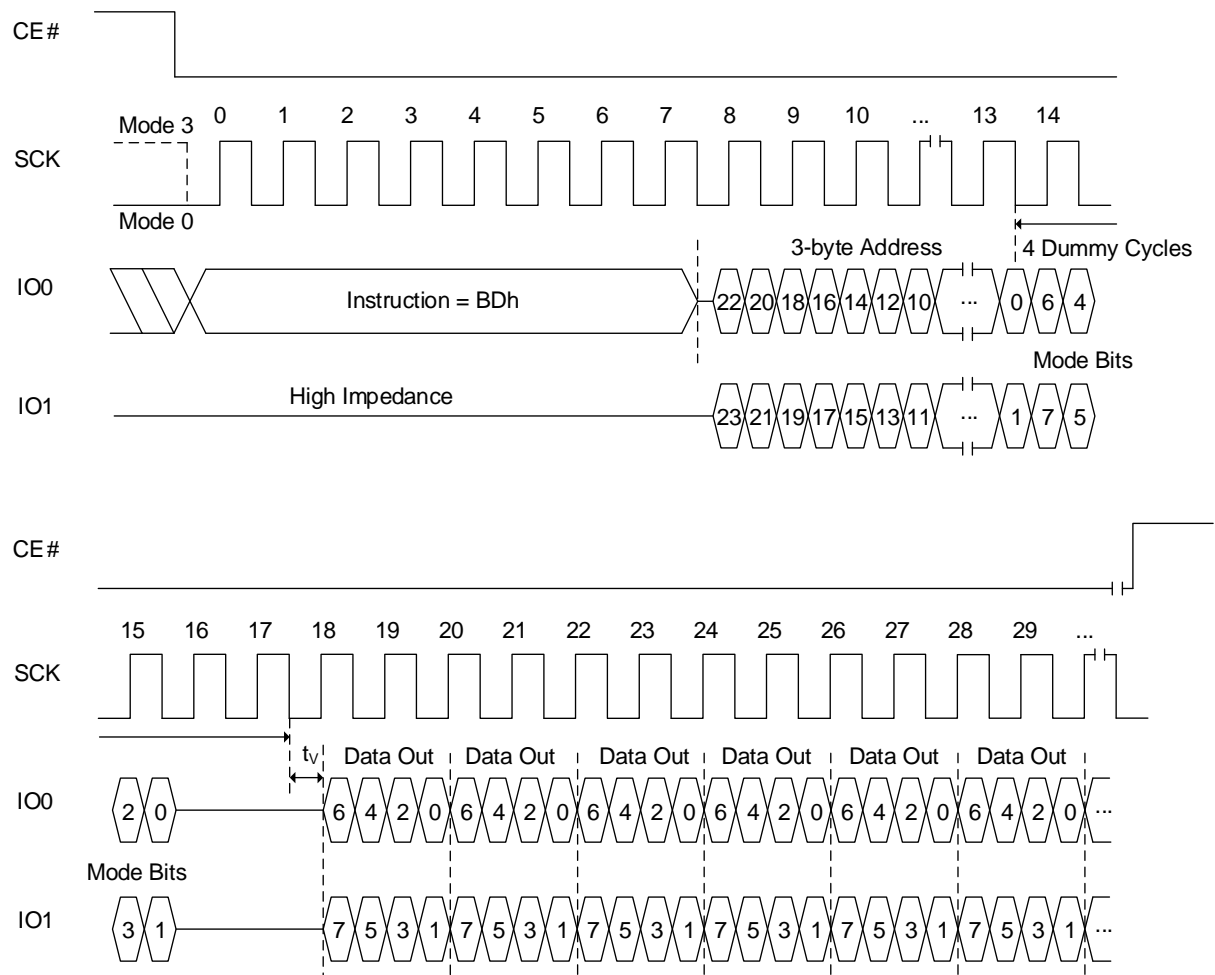 CE#
0 1 2 3 4 5 6 7 8 9 10 ... 13 14
Mode 3
SCK
Mode 0
3-byte Address 4 Dummy Cycles
IO0 Instruction = BDh 22 20 18 16 14 12 10 ... 0 6 4
Mode Bits
IO1 High Impedance 23 21 19 17 15 13 11 ... 1 7 5
CE#
15 16 17 18 19 20 21 22 23 24 25 26 27 28 29 ...
SCK
tV Data Out Data Out Data Out Data Out Data Out Data Out
IO0 2 0 6 4 2 0 6 4 2 0 6 4 2 0 6 4 2 0 6 4 2 0 6 4 2 0 ...
Mode Bits
IO1 3 1 7 5 3 1 7 5 3 1 7 5 3 1 7 5 3 1 7 5 3 1 7 5 3 1 ...